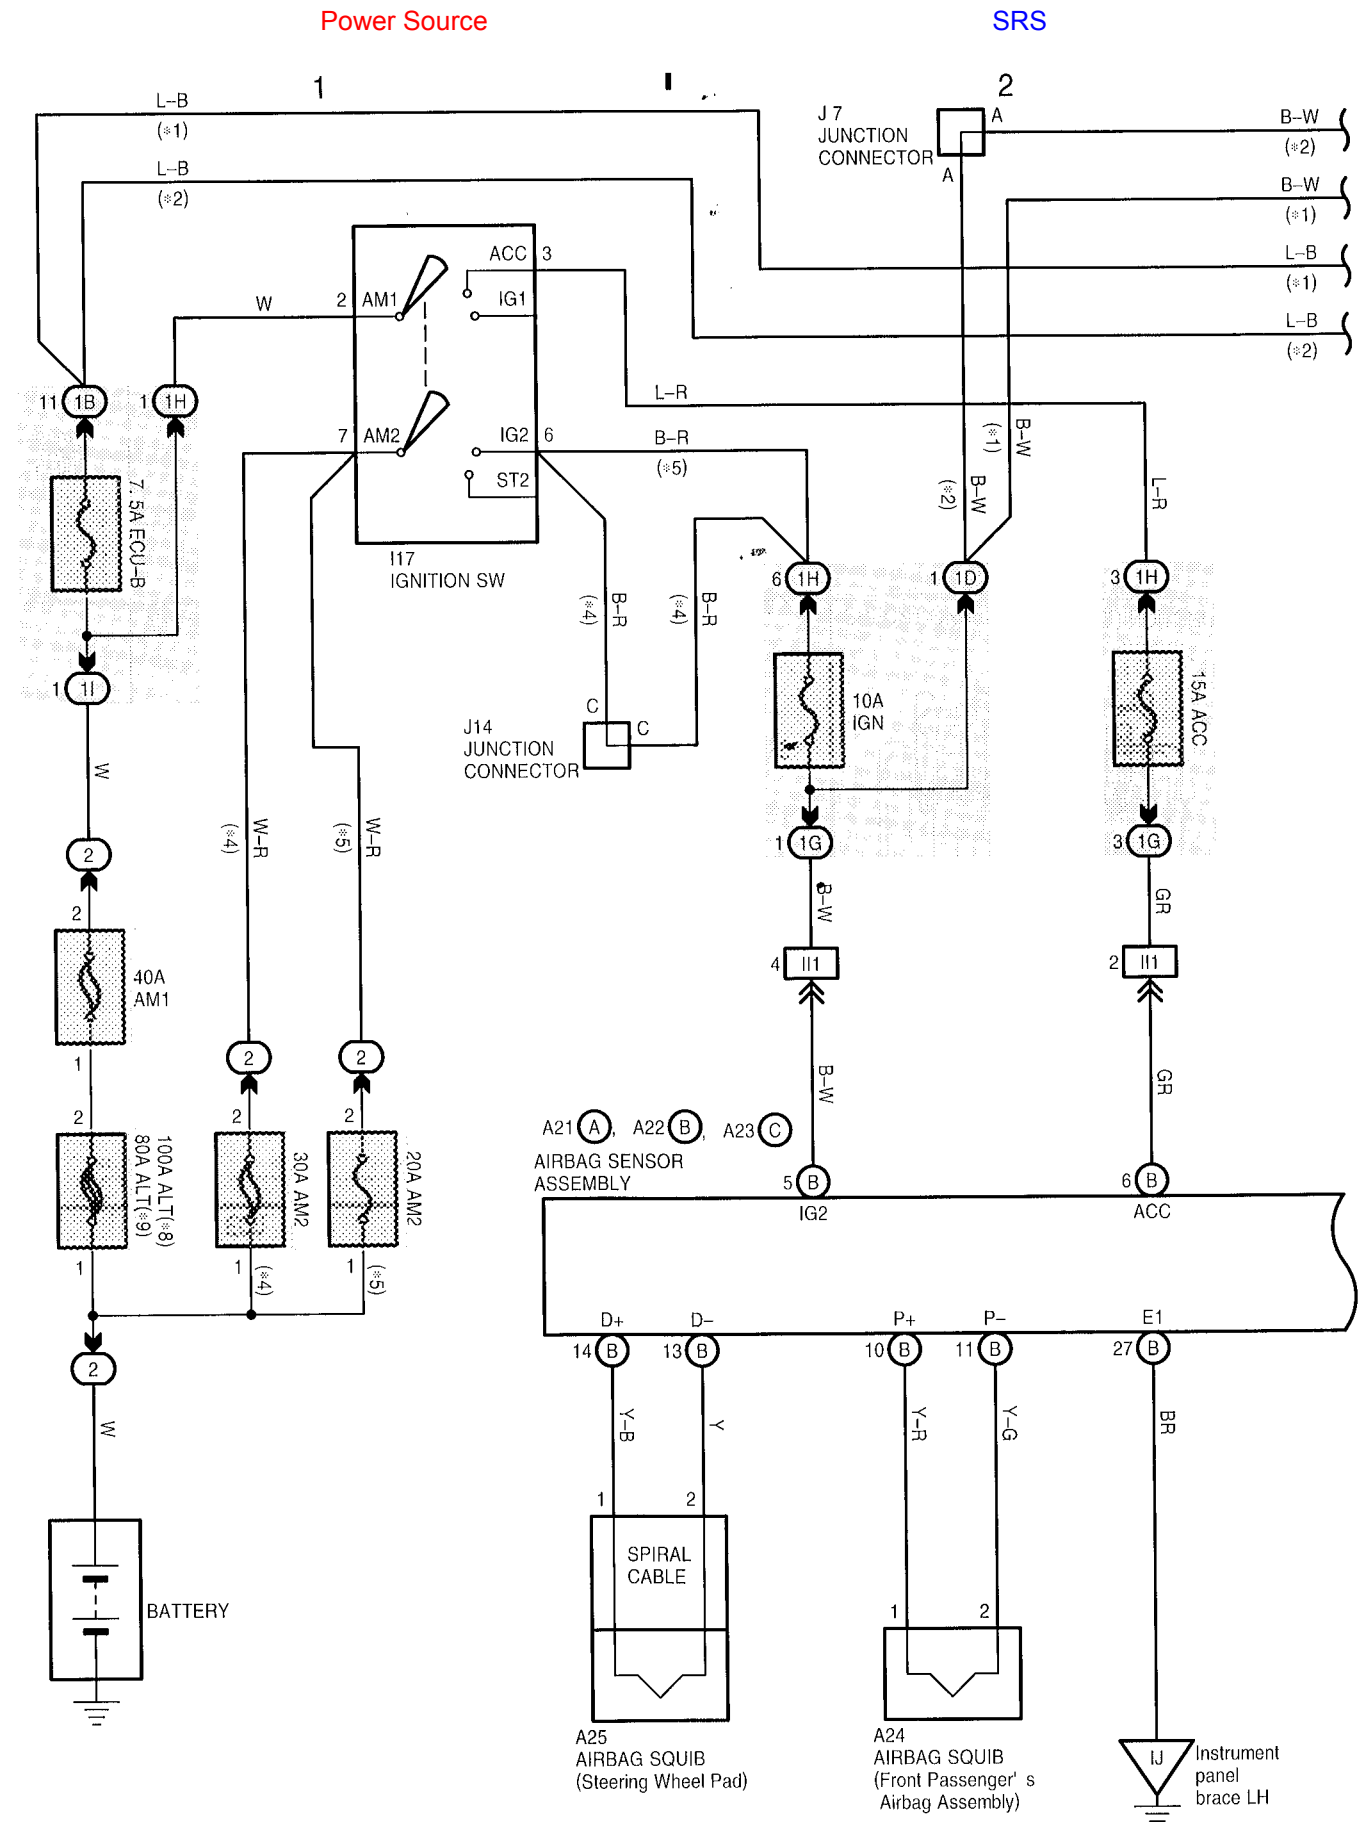 Power Source
SRS
1
2
L–B
(*1)
L–B
(*2)
J 7
JUNCTION
CONNECTOR
A
A
B–W
(*2)
B–W
(*1)
L–B
(*1)
L–B
(*2)
W
2
AM1
ACC
3
IG1
7
AM2
IG2
6
ST2
I17
IGNITION SW
L–R
B–R
(*5)
11
1B
1
1H
7. 5A ECU–B
1
1I
W
B–R
(*4)
B–R
(*4)
C
C
J14
JUNCTION
CONNECTOR
(*1)
B–W
(*2)
B–W
L–R
6
1H
1
1D
3
1H
10A
IGN
15A ACC
1
1G
3
1G
B–W
GR
4
II1
2
II1
B–W
GR
W–R
(*4)
W–R
(*5)
2
2
40A
AM1
1
2
2
2
2
2
100A ALT(*8)
80A ALT(*9)
30A AM2
20A AM2
1
1
(*4)
1
(*5)
2
W
BATTERY
A21
A
,
A22
B
,
A23
C
AIRBAG SENSOR
ASSEMBLY
5
B
6
B
IG2
ACC
D+
D–
P+
P–
E1
14
B
13
B
10
B
11
B
27
B
Y–B
Y
Y–R
Y–G
BR
1
2
SPIRAL
CABLE
1
2
A25
AIRBAG SQUIB
(Steering Wheel Pad)
A24
AIRBAG SQUIB
(Front Passenger' s
Airbag Assembly)
IJ
Instrument
panel
brace LH